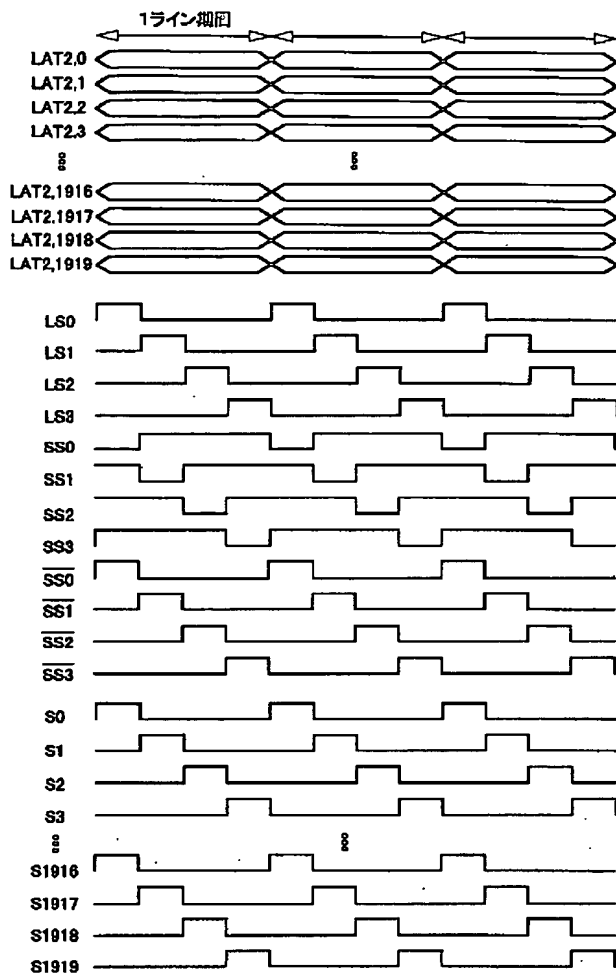 1ライン期間
LAT2,0
LAT2,1
LAT2,2
LAT2,3
LAT2,1916
LAT2,1917
LAT2,1918
LAT2,1919
LS0
LS1
LS2
LS3
SS0
SS1
SS2
SS3
SS0
SS1
SS2
SS3
S0
S1
S2
S3
S1916
S1917
S1918
S1919